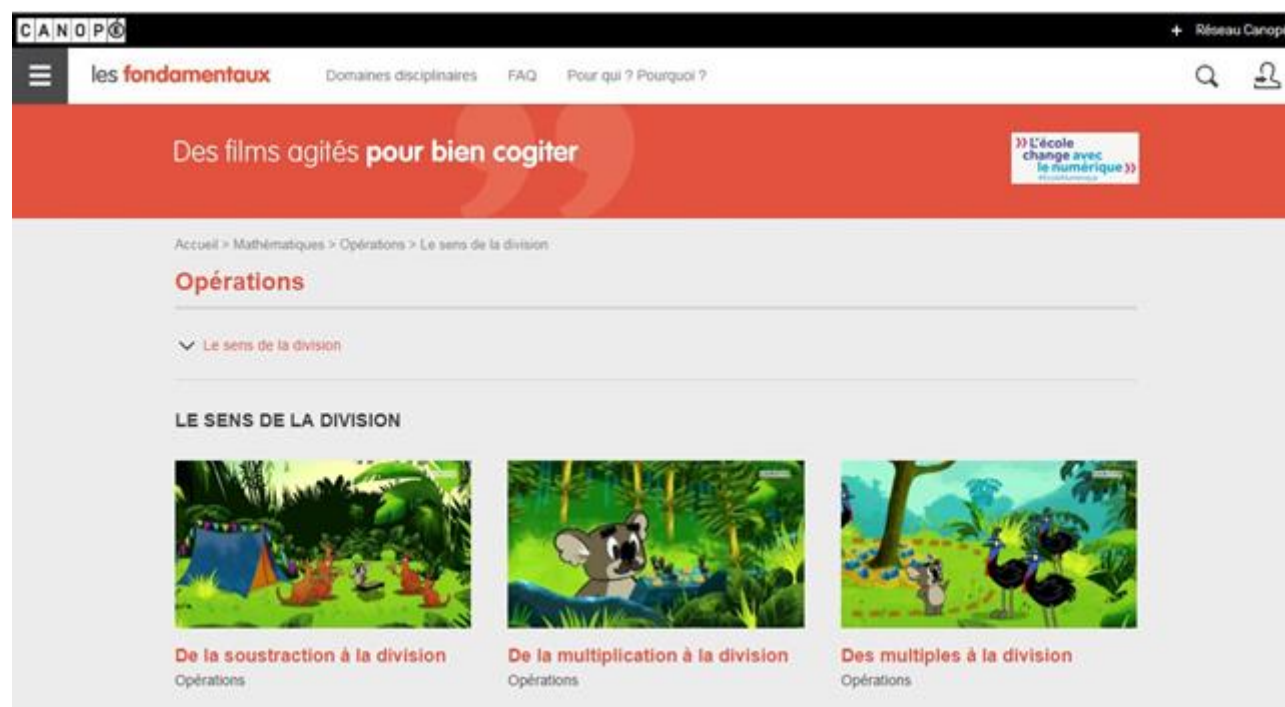 CANOPÉ
+ Réseau Canopé
les fondamentaux Domaines disciplinaires FAQ Pour qui ? Pourquoi ?
Des films agités pour bien cogiter
L'école
change avec
le numérique
Accueil > Mathématiques > Opérations > Le sens de la division
Opérations
Le sens de la division
LE SENS DE LA DIVISION
De la soustraction à la division
Opérations
De la multiplication à la division
Opérations
Des multiples à la division
Opérations